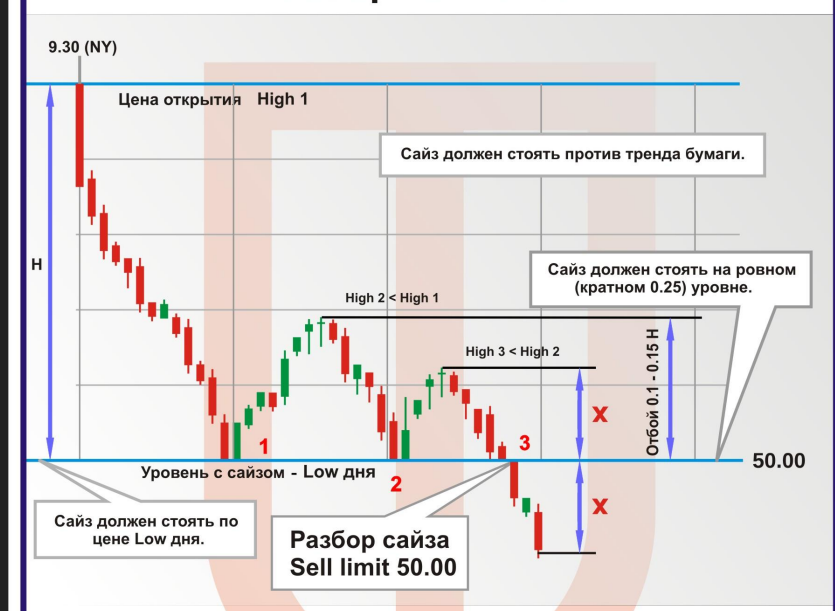 9.30 (NY)
Цена открытия High 1
Сайз должен стоять против тренда бумаги.
H
Сайз должен стоять на ровном
(кратном 0.25) уровне.
High 2 < High 1
High 3 < High 2
Отбой 0.1 - 0.15 H
X
1
2
3
50.00
Уровень с сайзом - Low дня
X
Сайз должен стоять по
цене Low дня.
Разбор сайза
Sell limit 50.00